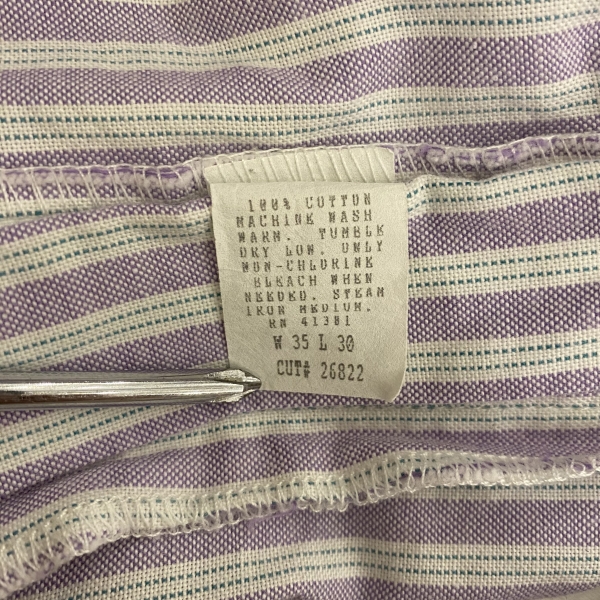 100% COTTON
MACHINE WASH
WARM. TUMBLE
DRY LOW. ONLY
NON-CHLORINE
BLEACH WHEN
NEEDED. STEAM
IRON MEDIUM.
RN 41381
W 35 L 30
CUT# 26822